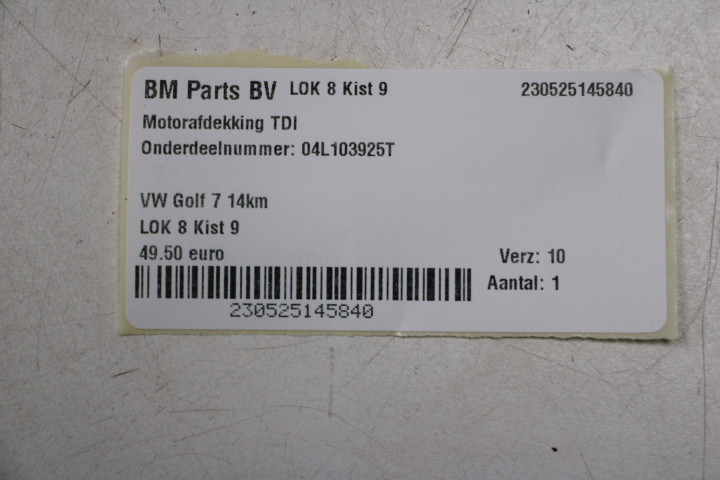 BM Parts BV LOK 8 Kist 9 230525145840
Motorafdekking TDI
Onderdeelnummer: 04L103925T
VW Golf 7 14km
LOK 8 Kist 9
49.50 euro Verz: 10
Aantal: 1
230525145840